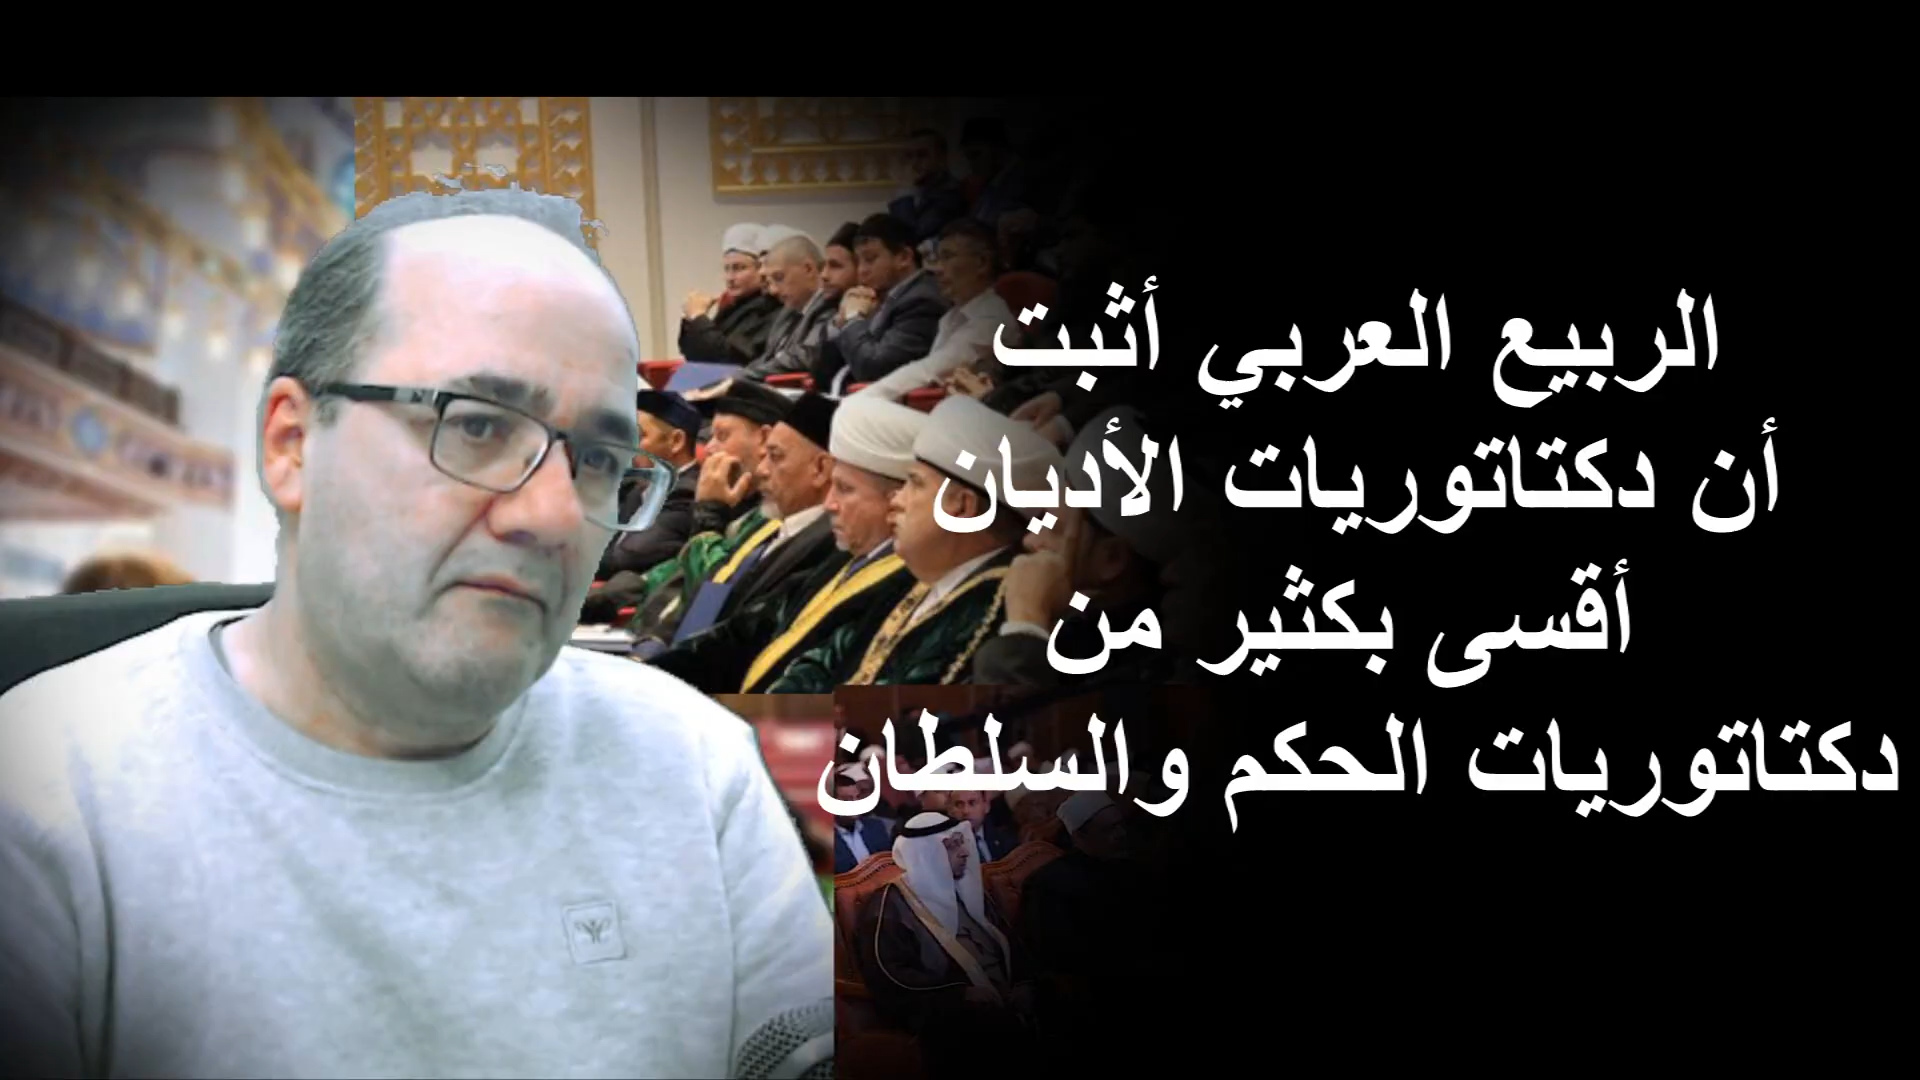 الربيع العربي أثبت
أن دكتاتوريات الأديان
أقسى بكثير من
دكتاتوريات الحكم والسلطان